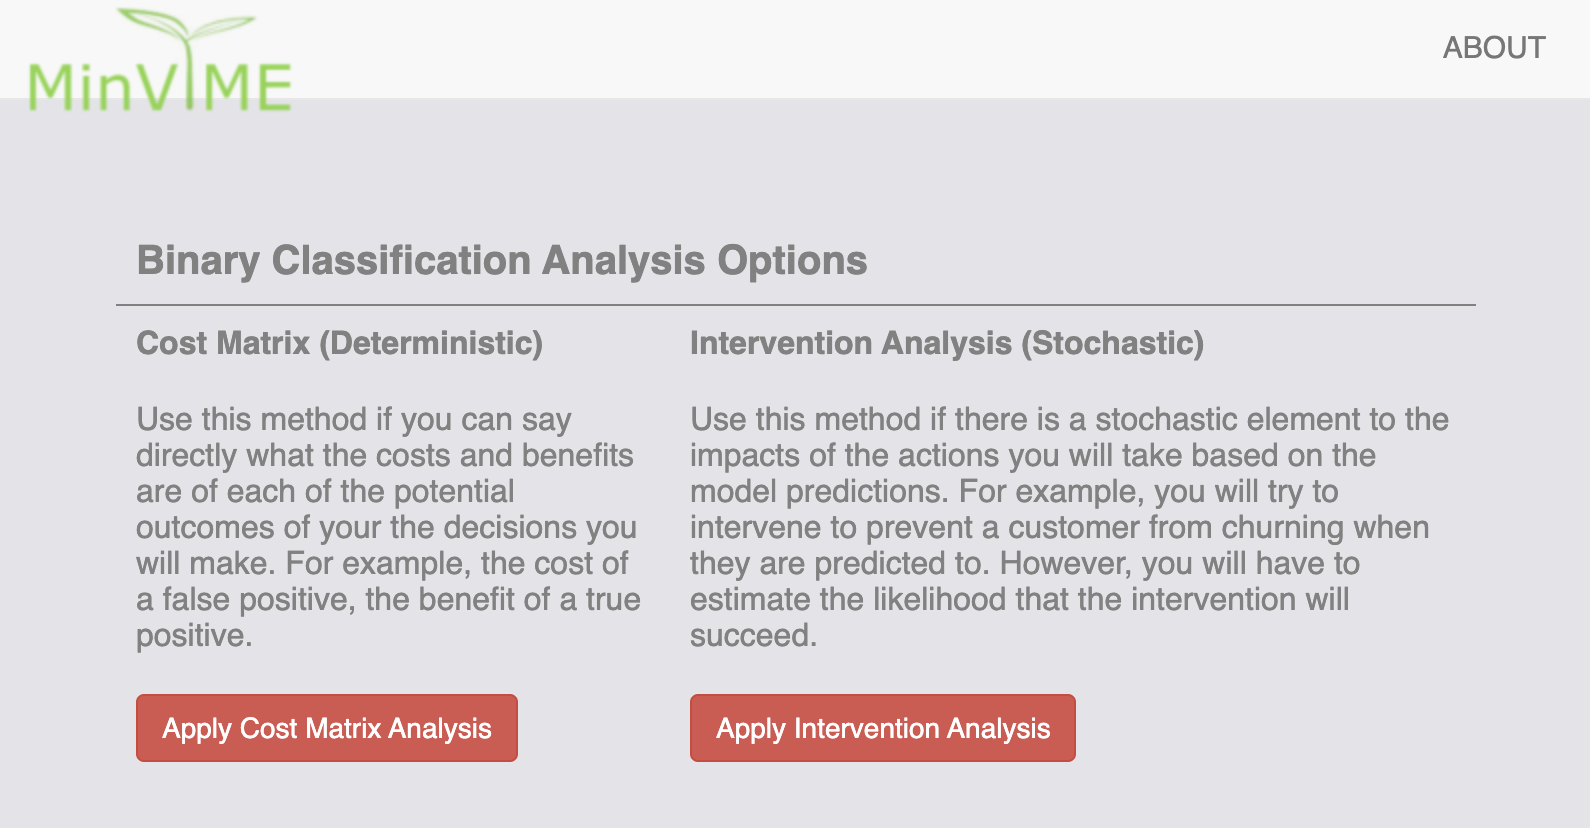 MinViME
ABOUT
Binary Classification Analysis Options
Cost Matrix (Deterministic)
Use this method if you can say
directly what the costs and benefits
are of each of the potential
outcomes of your the decisions you
will make. For example, the cost of
a false positive, the benefit of a true
positive.
Apply Cost Matrix Analysis
Intervention Analysis (Stochastic)
Use this method if there is a stochastic element to the
impacts of the actions you will take based on the
model predictions. For example, you will try to
intervene to prevent a customer from churning when
they are predicted to. However, you will have to
estimate the likelihood that the intervention will
succeed.
Apply Intervention Analysis